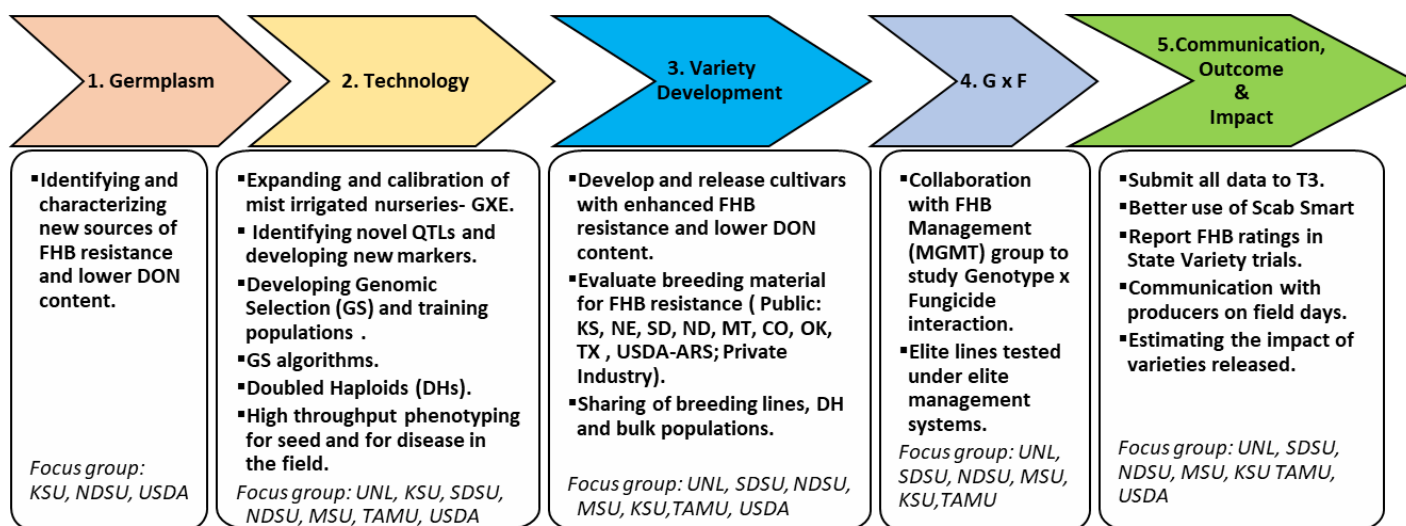 1. Germplasm
2. Technology
3. Variety
Development
4. G x F
5.Communication,
Outcome
&
Impact
▪Identifying and
characterizing
new sources of
FHB resistance
and lower DON
content.
Focus group:
KSU, NDSU, USDA
▪Expanding and calibration of
mist irrigated nurseries- GXE.
▪ Identifying novel QTLs and
developing new markers.
▪Developing Genomic
Selection (GS) and training
populations .
▪GS algorithms.
▪Doubled Haploids (DHs).
▪High throughput phenotyping
for seed and for disease in
the field.
Focus group: UNL, KSU, SDSU,
NDSU, MSU, TAMU, USDA
▪Develop and release cultivars
with enhanced FHB
resistance and lower DON
content.
▪Evaluate breeding material
for FHB resistance ( Public:
KS, NE, SD, ND, MT, CO, OK,
TX , USDA-ARS; Private
Industry).
▪Sharing of breeding lines, DH
and bulk populations.
Focus group: UNL, SDSU, NDSU,
MSU, KSU,TAMU, USDA
▪Collaboration
with FHB
Management
(MGMT) group to
study Genotype x
Fungicide
interaction.
▪Elite lines tested
under elite
management
systems.
Focus group: UNL,
SDSU, NDSU, MSU,
KSU,TAMU
▪Submit all data to T3.
▪Better use of Scab Smart
▪Report FHB ratings in
State Variety trials.
▪Communication with
producers on field days.
▪Estimating the impact of
varieties released.
Focus group: UNL, SDSU,
NDSU, MSU, KSU TAMU,
USDA